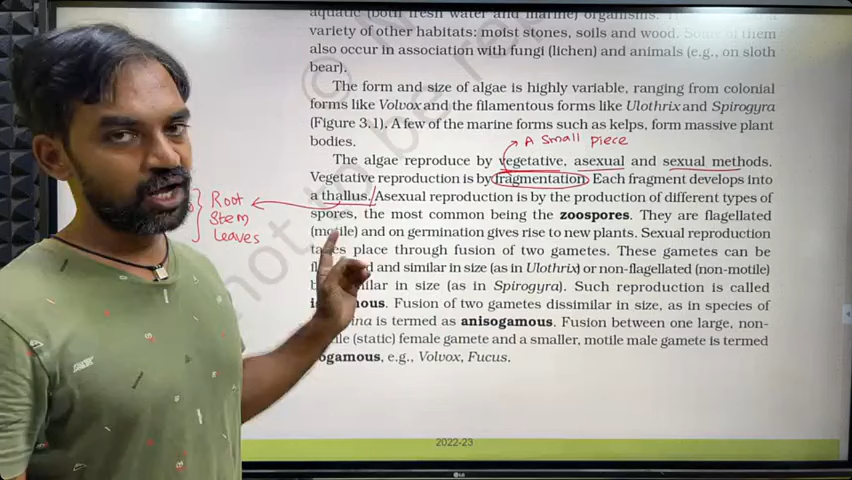 aquatic (both fresh water and marine) organisms.
variety of other habitats: moist stones, soils and wood. Some of them
also occur in association with fungi (lichen) and animals (e.g., on sloth
bear).
The form and size of algae is highly variable, ranging from colonial
forms like Volvox and the filamentous forms like Ulothrix and Spirogyra
(Figure 3.1). A few of the marine forms such as kelps, form massive plant
bodies.
A small piece
The algae reproduce by vegetative, asexual and sexual methods.
Vegetative reproduction is by fragmentation. Each fragment develops into
a thallus. Asexual reproduction is by the production of different types of
Root
Stem
Leaves
spores, the most common being the zoospores. They are flagellated
(motile) and on germination gives rise to new plants. Sexual reproduction
takes place through fusion of two gametes. These gametes can be
and similar in size (as in Ulothrix) or non-flagellated (non-motile)
in size (as in Spirogyra). Such reproduction is called
Fusion of two gametes dissimilar in size, as in species of
is termed as anisogamous. Fusion between one large, non-
(static) female gamete and a smaller, motile male gamete is termed
ogamous, e.g., Volvox, Fucus.
2022-23
LG